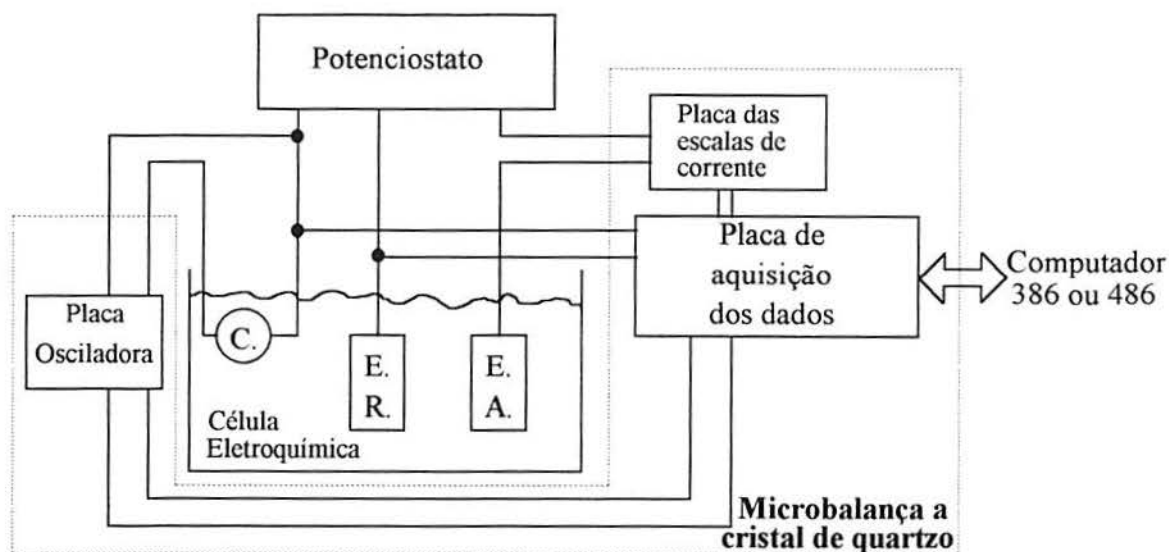 Potenciostato
Placa das
escalas de
corrente
Placa de
aquisição
dos dados
Computador
386 ou 486
Placa
Osciladora
C.
E.
R.
E.
A.
Célula
Eletroquímica
Microbalança a
cristal de quartzo